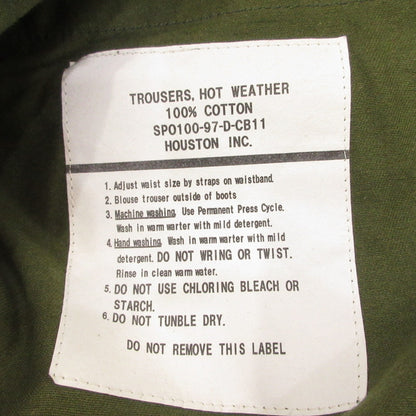 TROUSERS, HOT WEATHER
100% COTTON
SPO100-97-D-CB11
HOUSTON INC.
1. Adjust waist size by straps on waistband.
2. Blouse trouser outside of boots
3. Machine washing. Use Permanent Press Cycle.
Wash in warm warter with mild detergent.
4. Hand washing. Wash in warm warter with mild
detergent. DO NOT WRING OR TWIST.
Rinse in clean warm water.
5. DO NOT USE CHLORING BLEACH OR
STARCH.
6. DO NOT TUNBLE DRY.
DO NOT REMOVE THIS LABEL